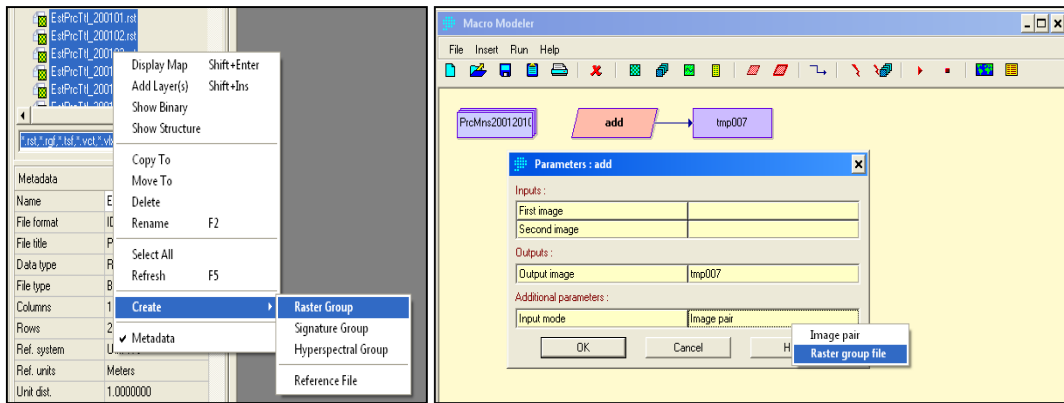 EstPrcTtl_200101.rst
EstPrcTtl_200102.rst
Display Map Shift+Enter
Add Layer(s) Shift+Ins
Show Binary
Show Structure
Copy To
Move To
Delete
Rename F2
Select All
Refresh F5
Create
Metadata
Raster Group
Signature Group
Hyperspectral Group
Reference File
Metadata
Name
File format
File title
Data type
File type
Columns
Rows
Ref. system
Ref. units Meters
Unit dist. 1.0000000
Macro Modeler
File Insert Run Help
add
tmp007
Parameters : add
Inputs :
First image
Second image
Outputs :
Output image tmp007
Additional parameters :
Input mode Image pair
OK Cancel
Image pair
Raster group file